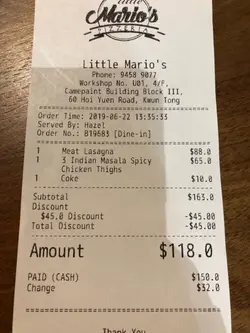 little
Mario's
PIZZERIA
Little Mario's
Phone: 9458 9077
Workshop No. U01, 4/F,
Camepaint Building Block III,
60 Hoi Yuen Road, Kwun Tong
Order Time: 2019-06-22 13:35:33
Served By: Hazel
Order No.: 819683 [Dine-in]
1 Meat Lasagna $88.0
1 3 Indian Masala Spicy $65.0
Chicken Thighs
1 Coke $10.0
Subtotal $163.0
Discount
$45.0 Discount -$45.00
Total Discount -$45.00
Amount $118.0
PAID (CASH) $150.0
Change $32.0
Thank You